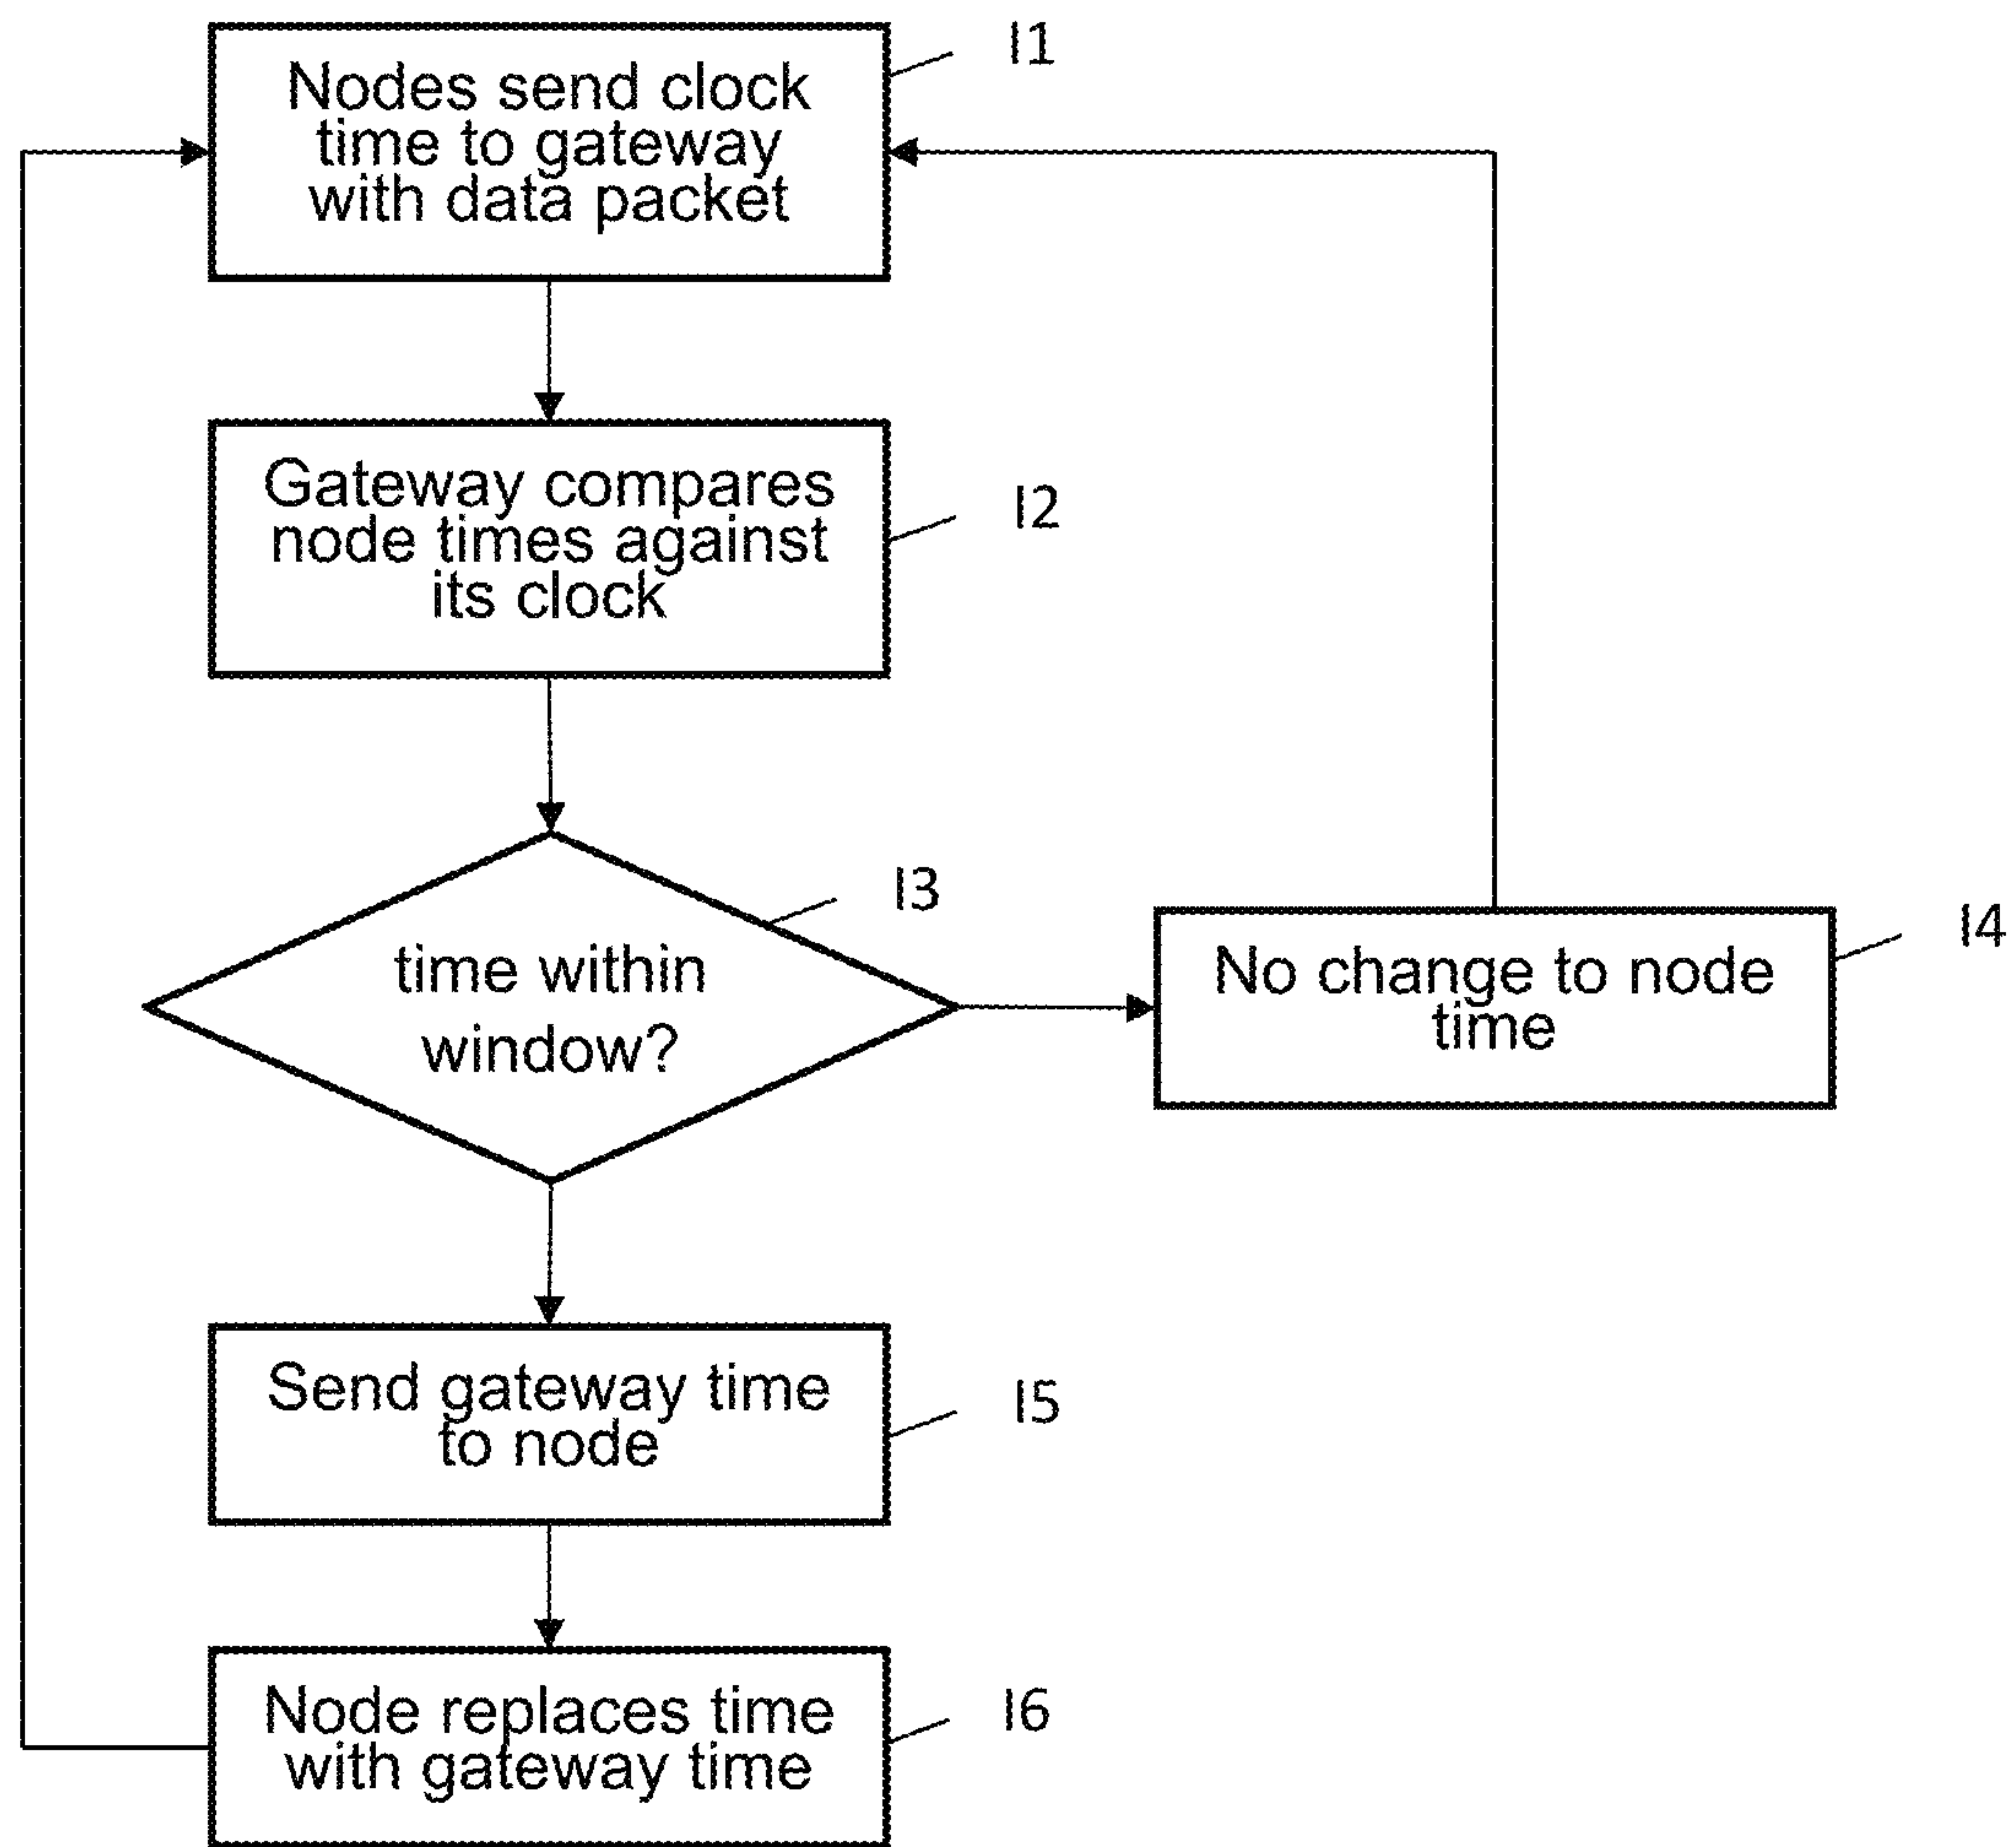 I1
Nodes send clock
time to gateway
with data packet
I2
Gateway compares
node times against
its clock
I3
time within
window?
I4
No change to node
time
I5
Send gateway time
to node
I6
Node replaces time
with gateway time